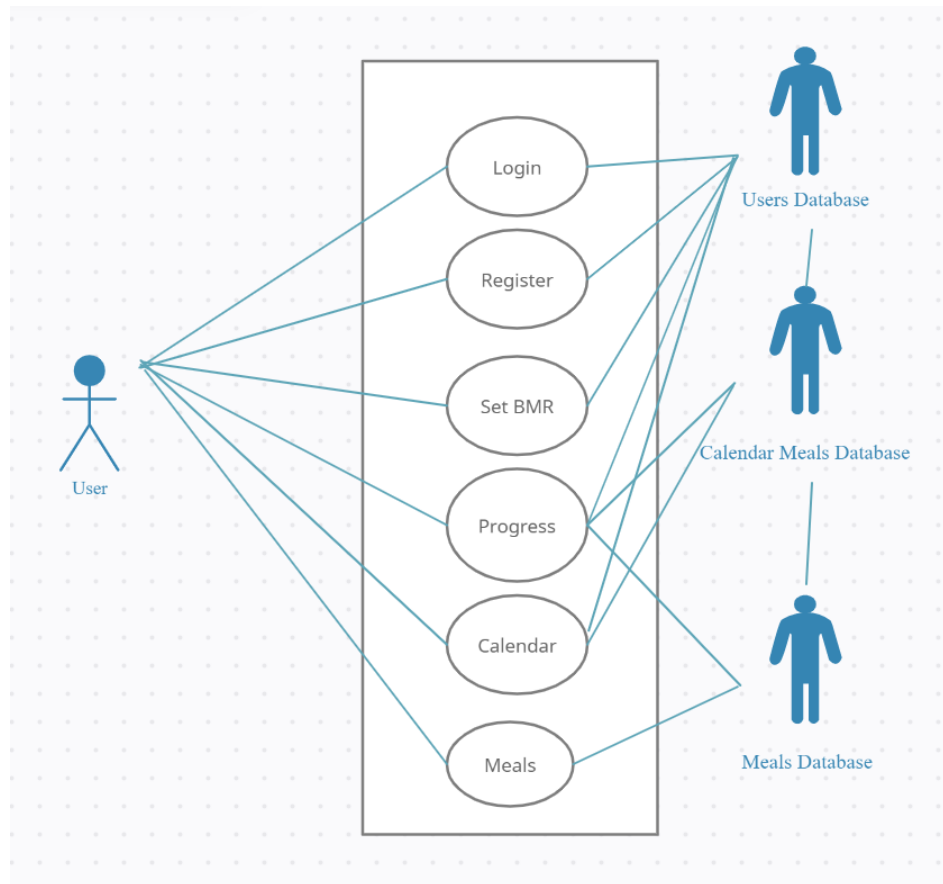 Login
Users Database
Register
Set BMR
Calendar Meals Database
User
Progress
Calendar
Meals
Meals Database